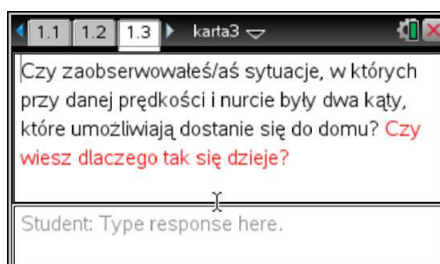 1.1 1.2 1.3 karta3
Czy zaobserwowałeś/aś sytuacje, w których
przy danej prędkości i nurcie były dwa kąty,
które umożliwiają dostanie się do domu? Czy
wiesz dlaczego tak się dzieje?
Student: Type response here.